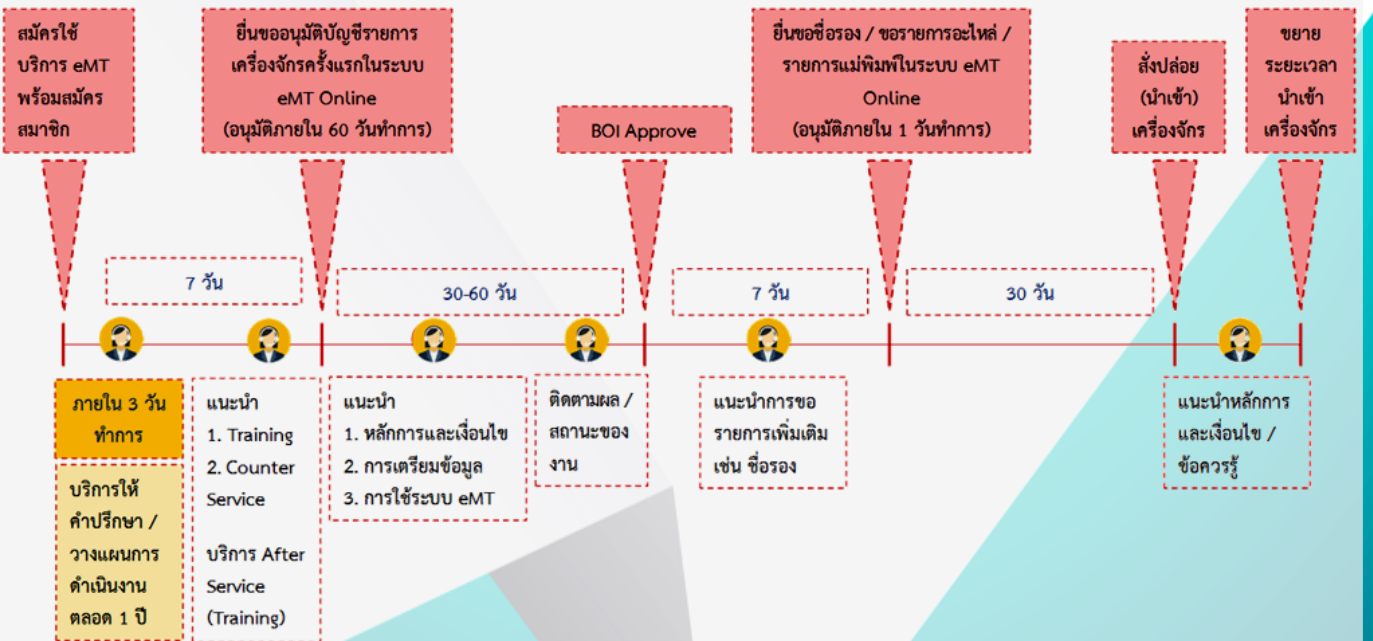 สมัครใช้
บริการ eMT
พร้อมสมัคร
สมาชิก
ยื่นขออนุมัติบัญชีรายการ
เครื่องจักรครั้งแรกในระบบ
eMT Online
(อนุมัติภายใน 60 วันทำการ)
BOI Approve
ยื่นขอชื่อรอง / ขอรายการอะไหล่ /
รายการแม่พิมพ์ในระบบ eMT
Online
(อนุมัติภายใน 1 วันทำการ)
สั่งปล่อย
(นำเข้า)
เครื่องจักร
ขยาย
ระยะเวลา
นำเข้า
เครื่องจักร
7 วัน
30-60 วัน
7 วัน
30 วัน
ภายใน 3 วัน
ทำการ
บริการให้
คำปรึกษา /
วางแผนการ
ดำเนินงาน
ตลอด 1 ปี
แนะนำ
1. Training
2. Counter
Service
บริการ After
Service
(Training)
แนะนำ
1. หลักการและเงื่อนไข
2. การเตรียมข้อมูล
3. การใช้ระบบ eMT
ติดตามผล /
สถานะของ
งาน
แนะนำการขอ
รายการเพิ่มเติม
เช่น ชื่อรอง
แนะนำหลักการ
และเงื่อนไข /
ข้อควรรู้